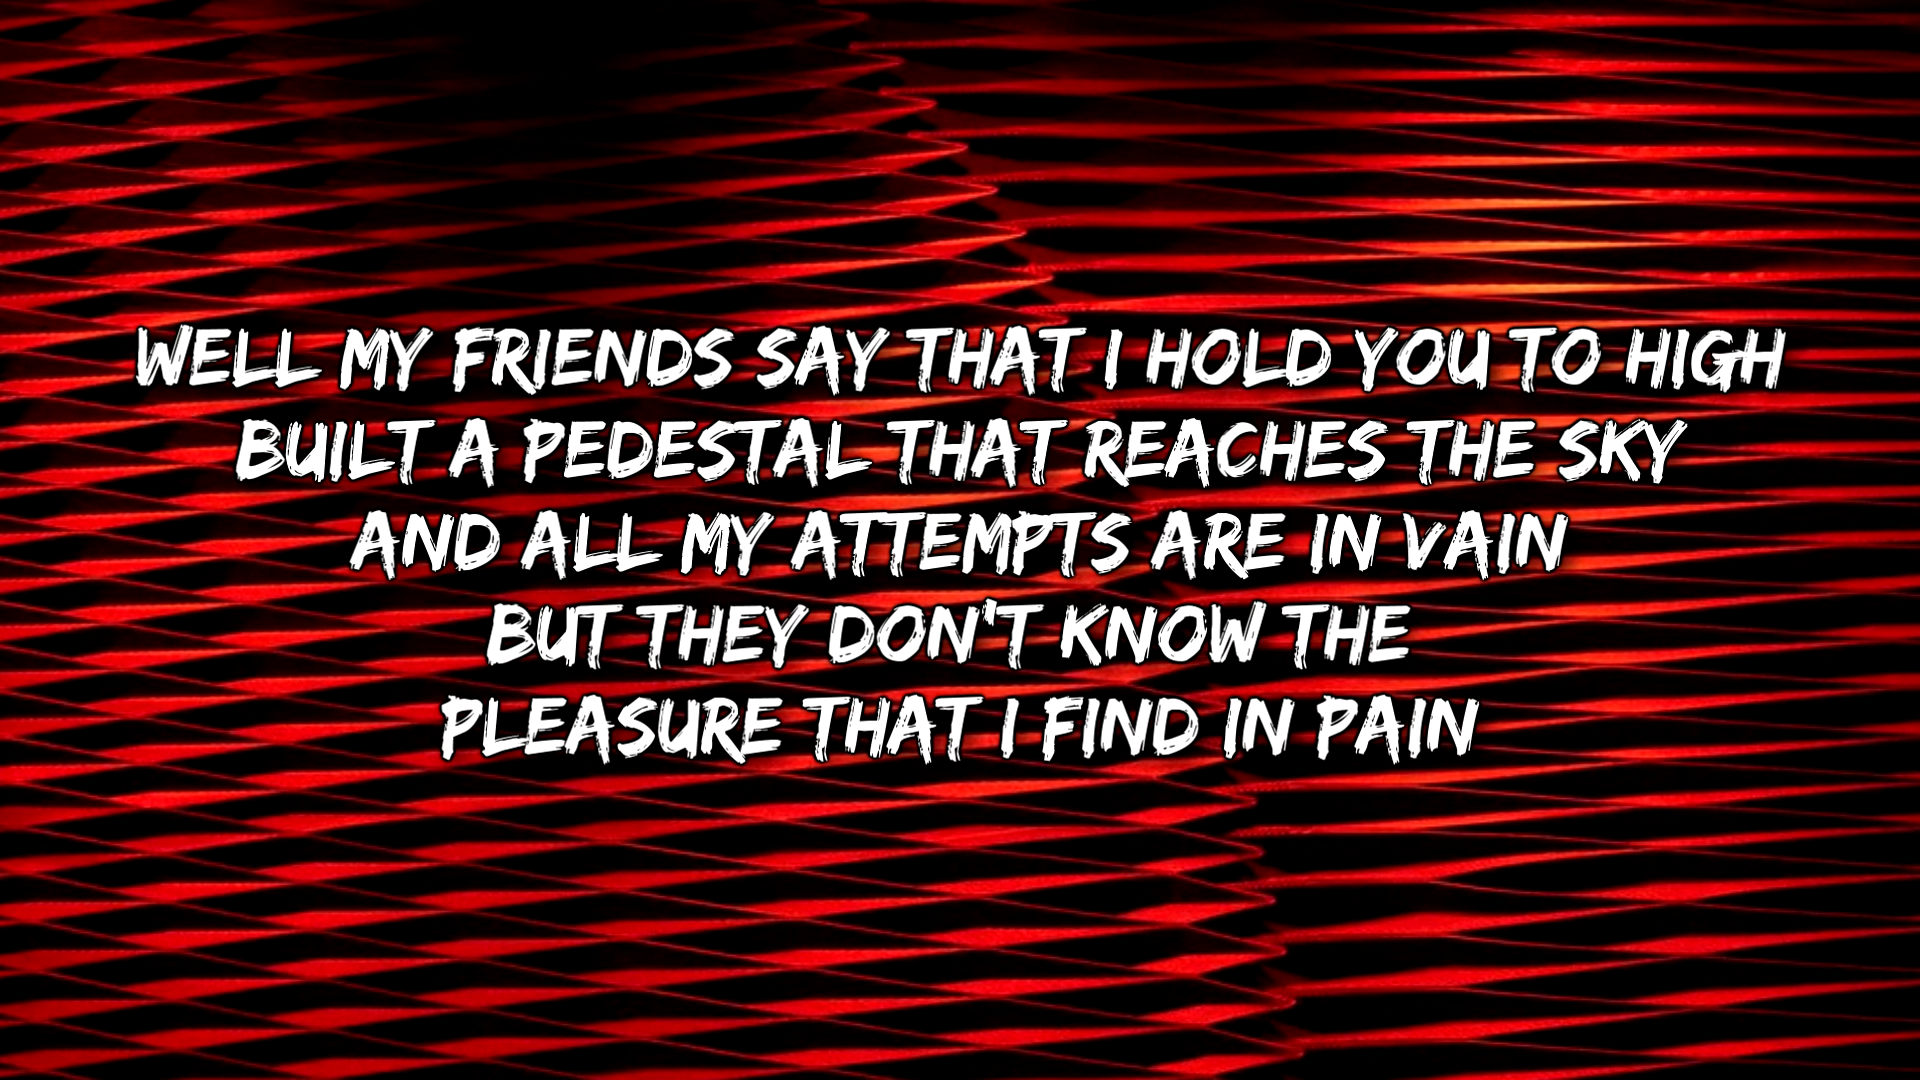 WELL MY FRIENDS SAY THAT I HOLD YOU TO HIGH
BUILT A PEDESTAL THAT REACHES THE SKY
AND ALL MY ATTEMPTS ARE IN VAIN
BUT THEY DON'T KNOW THE
PLEASURE THAT I FIND IN PAIN